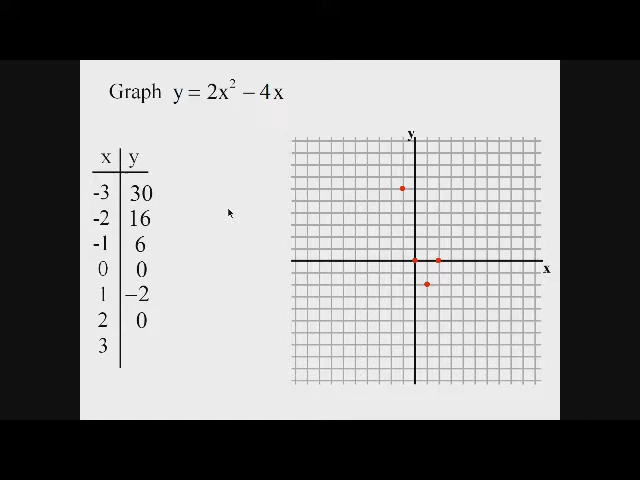 Graph y = 2x² − 4x
x y
-3 30
-2 16
-1 6
0 0
1 −2
2 0
3
y
x